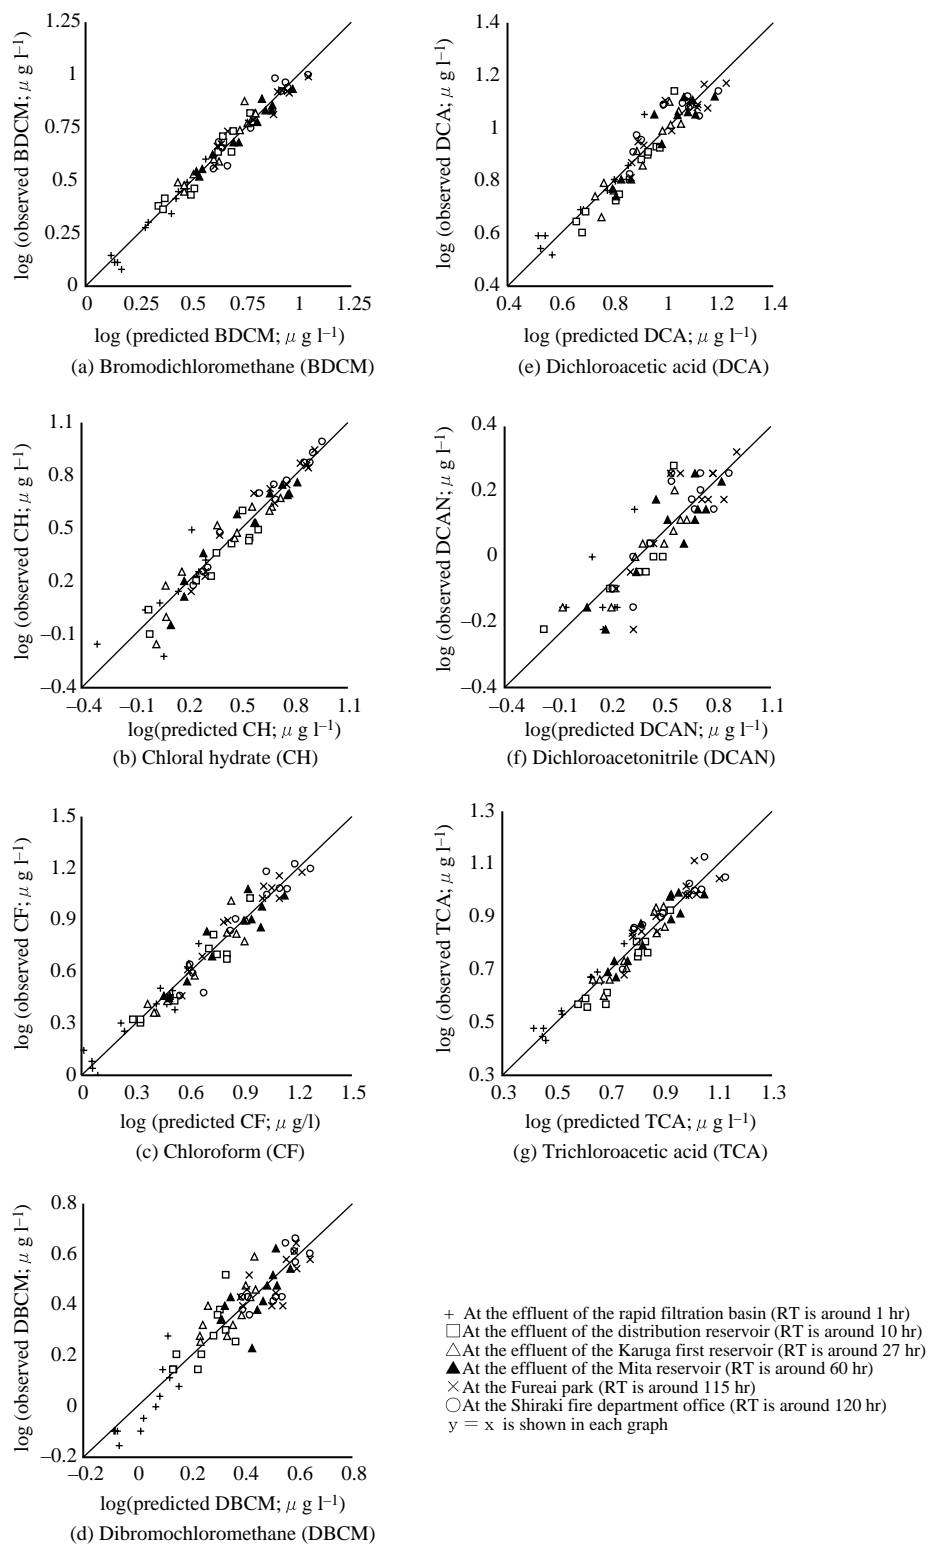 1.25
1
0.75
0.5
0.25
0
0 0.25 0.5 0.75 1 1.25
log (observed BDCM; μ g l⁻¹)
log (predicted BDCM; μ g l⁻¹)
(a) Bromodichloromethane (BDCM)
1.4
1.2
1
0.8
0.6
0.4
0.4 0.6 0.8 1 1.2 1.4
log (observed DCA; μ g l⁻¹)
log (predicted DCA; μ g l⁻¹)
(e) Dichloroacetic acid (DCA)
1.1
0.8
0.5
0.2
−0.1
−0.4
−0.4 −0.1 0.2 0.5 0.8 1.1
log (observed CH; μ g l⁻¹)
log(predicted CH; μ g l⁻¹)
(b) Chloral hydrate (CH)
0.4
0.2
0
−0.2
−0.4
−0.4 −0.1 0.2 0.5 0.8 1.1
log (observed DCAN; μ g l⁻¹)
log(predicted DCAN; μ g l⁻¹)
(f) Dichloroacetonitrile (DCAN)
1.5
1.2
0.9
0.6
0.3
0
0 0.3 0.6 0.9 1.2 1.5
log (observed CF; μ g l⁻¹)
log (predicted CF; μ g/l)
(c) Chloroform (CF)
1.3
1.1
0.9
0.7
0.5
0.3
0.3 0.5 0.7 0.9 1.1 1.3
log (observed TCA; μ g l⁻¹)
log (predicted TCA; μ g l⁻¹)
(g) Trichloroacetic acid (TCA)
0.8
0.6
0.4
0.2
0
−0.2
−0.2 0 0.2 0.4 0.6 0.8
log (observed DBCM; μ g l⁻¹)
log(predicted DBCM; μ g l⁻¹)
(d) Dibromochloromethane (DBCM)
+ At the effluent of the rapid filtration basin (RT is around 1 hr)
□At the effluent of the distribution reservoir (RT is around 10 hr)
△At the effluent of the Karuga first reservoir (RT is around 27 hr)
▲At the effluent of the Mita reservoir (RT is around 60 hr)
×At the Fureai park (RT is around 115 hr)
○At the Shiraki fire department office (RT is around 120 hr)
y = x is shown in each graph